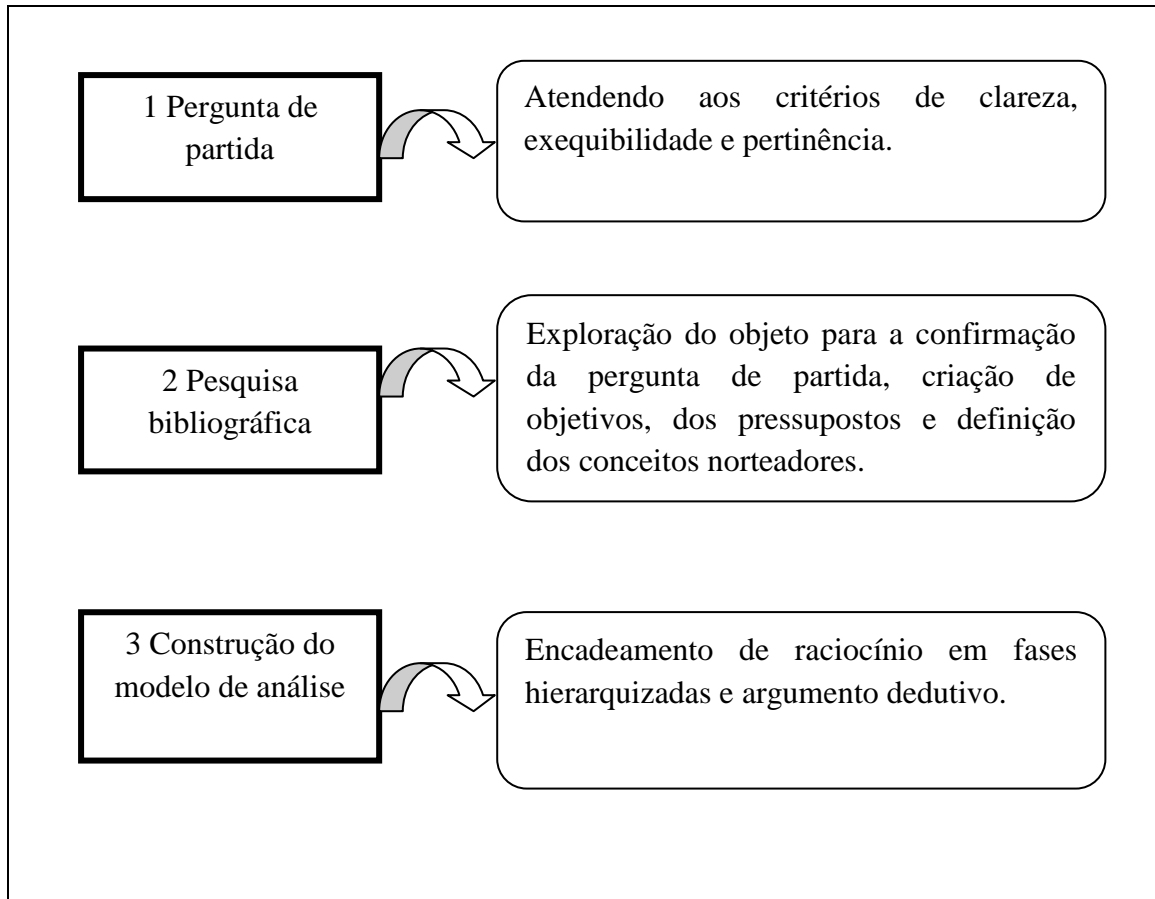 1 Pergunta de
partida
Atendendo aos critérios de clareza,
exequibilidade e pertinência.
2 Pesquisa
bibliográfica
Exploração do objeto para a confirmação
da pergunta de partida, criação de
objetivos, dos pressupostos e definição
dos conceitos norteadores.
3 Construção do
modelo de análise
Encadeamento de raciocínio em fases
hierarquizadas e argumento dedutivo.